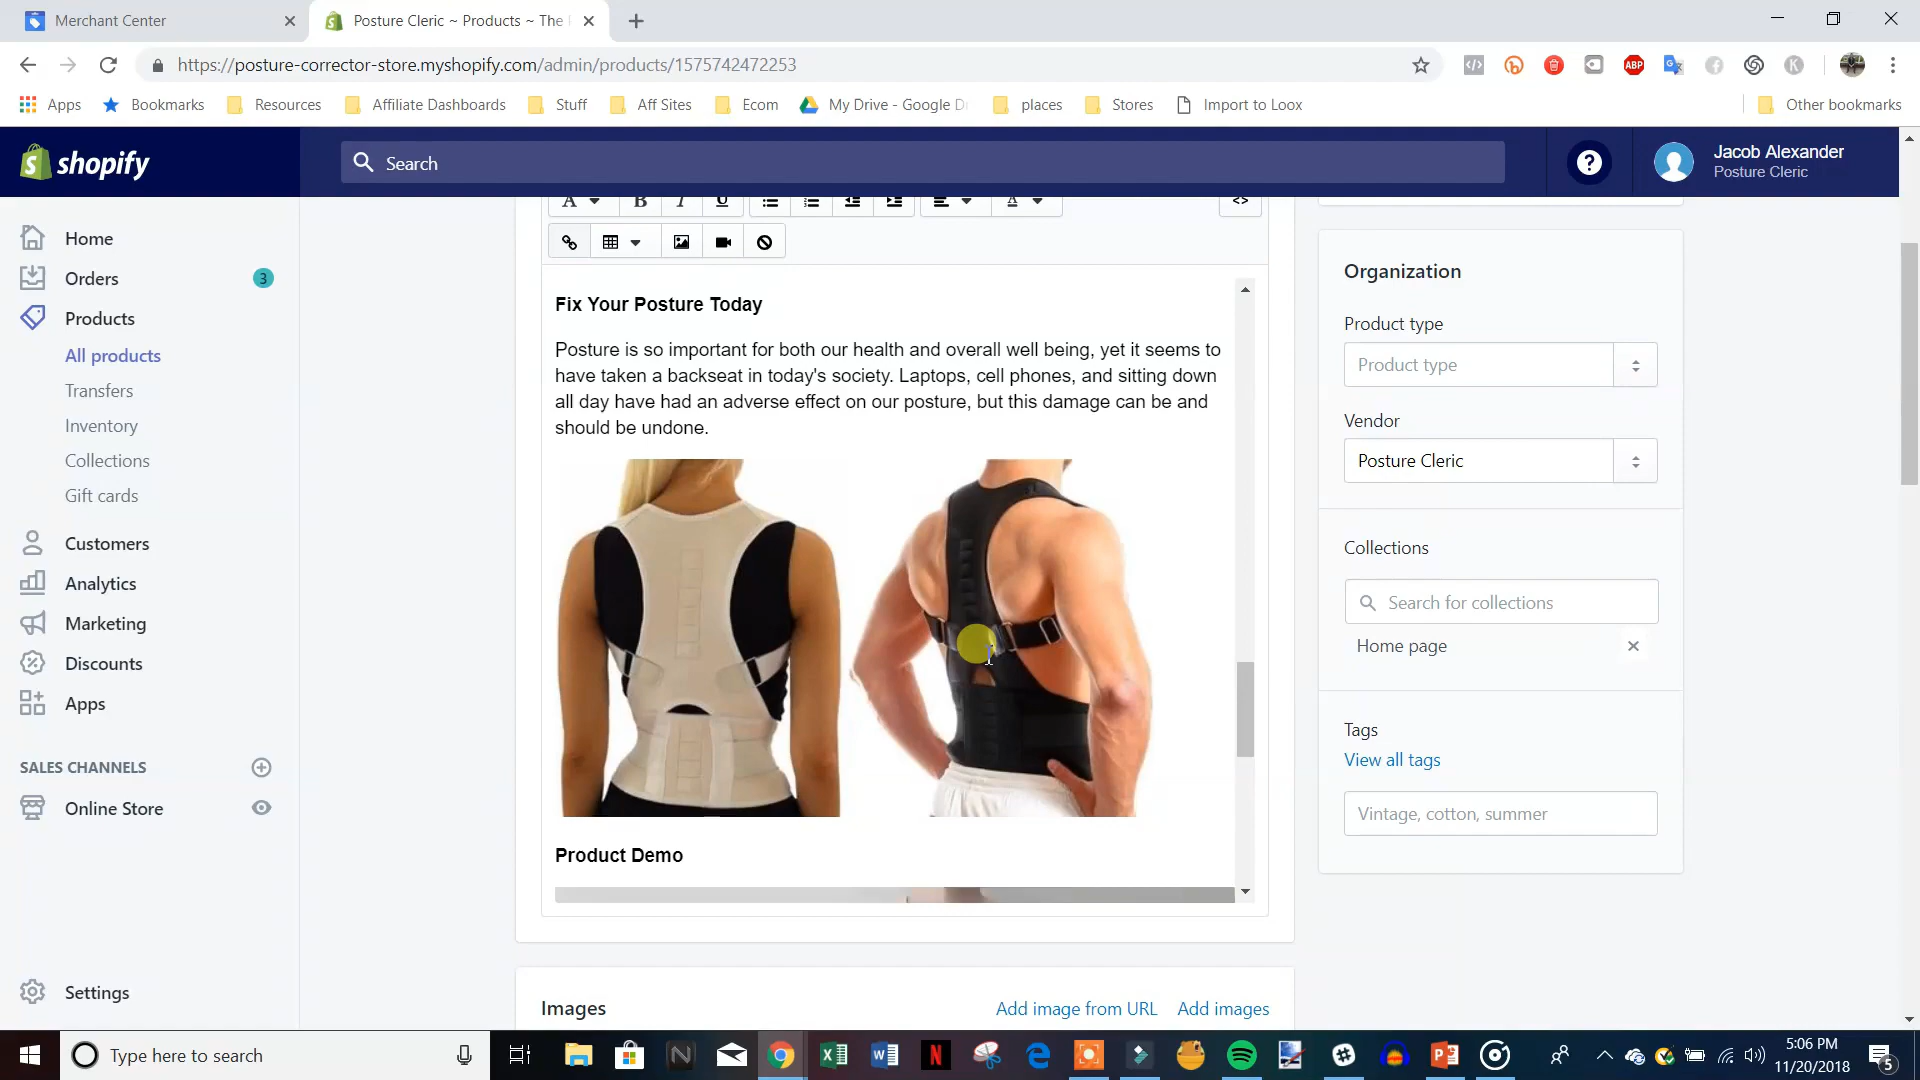 Merchant Center
Posture Cleric ~ Products ~ The
https://posture-corrector-store.myshopify.com/admin/products/1575742472253
ABP
Apps
Bookmarks
Resources
Affiliate Dashboards
Stuff
Aff Sites
Ecom
My Drive - Google Dr
places
Stores
Import to Loox
Other bookmarks
shopify
Search
Jacob Alexander
Posture Cleric
Home
Orders
3
Products
All products
Transfers
Inventory
Collections
Gift cards
Customers
Analytics
Marketing
Discounts
Apps
SALES CHANNELS
Online Store
Settings
Fix Your Posture Today
Posture is so important for both our health and overall well being, yet it seems to
have taken a backseat in today's society. Laptops, cell phones, and sitting down
all day have had an adverse effect on our posture, but this damage can be and
should be undone.
Product Demo
Images
Add image from URL
Add images
Organization
Product type
Product type
Vendor
Posture Cleric
Collections
Search for collections
Home page
Tags
View all tags
Vintage, cotton, summer
Type here to search
5:06 PM
11/20/2018
5